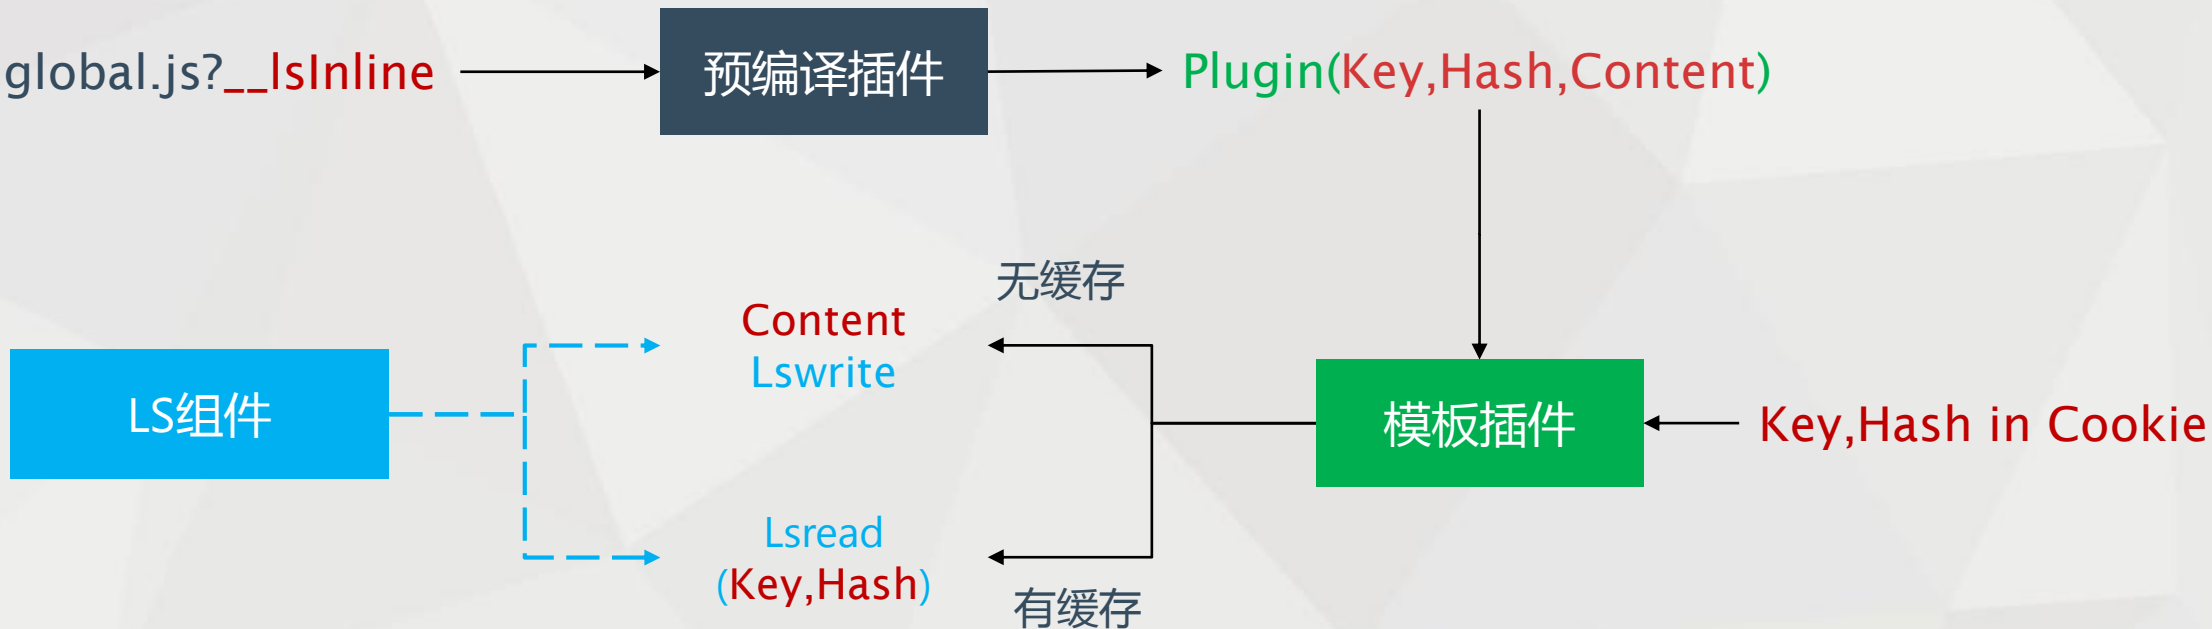 global.js?__lsInline
预编译插件
Plugin(Key,Hash,Content)
无缓存
Content
Lswrite
LS组件
模板插件
Key,Hash in Cookie
Lsread
(Key,Hash)
有缓存